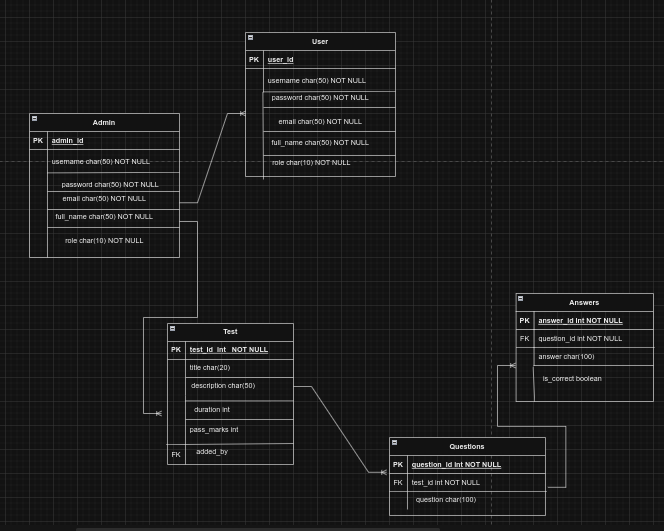 User
PK user_id
username char(50) NOT NULL
password char(50) NOT NULL
email char(50) NOT NULL
full_name char(50) NOT NULL
role char(10) NOT NULL
Admin
PK admin_id
username char(50) NOT NULL
password char(50) NOT NULL
email char(50) NOT NULL
full_name char(50) NOT NULL
role char(10) NOT NULL
Test
PK test_id int NOT NULL
title char(20)
description char(50)
duration int
pass_marks int
FK added_by
Answers
PK answer_id int NOT NULL
FK question_id int NOT NULL
answer char(100)
is_correct boolean
Questions
PK question_id int NOT NULL
FK test_id int NOT NULL
question char(100)